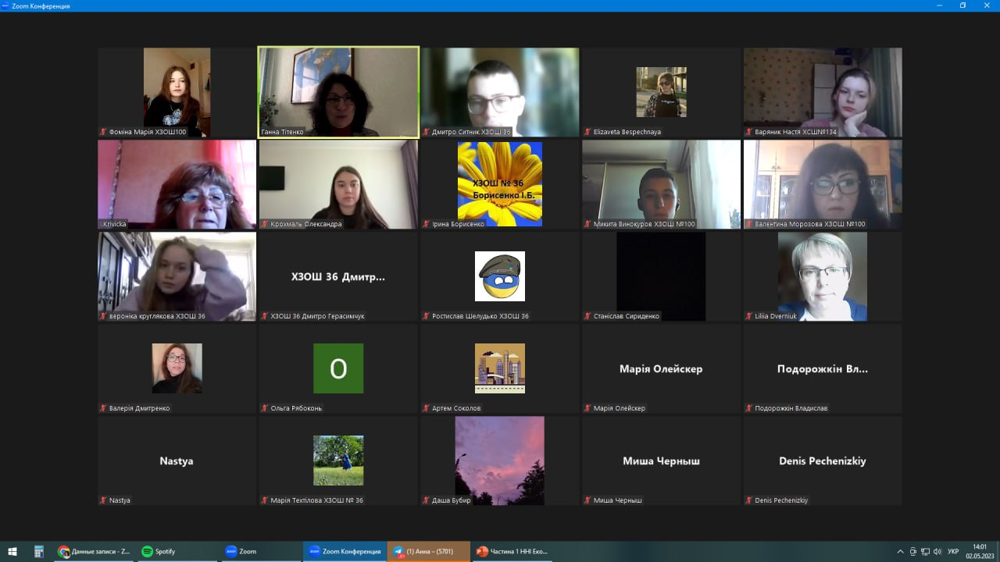 Zoom Конференция
Фоміна Марія ХЗОШ100
Ганна Тітенко
Дмитро Ситник ХЗОШ 36
Elizaveta Bespechnaya
Варяник Настя ХСШ№134
I.Krivicka
Крохмаль Олександра
ХЗОШ № 36
Борисенко І.Б.
Ірина Борисенко
Микита Винокуров ХЗОШ №100
Валентина Морозова ХЗОШ №100
вероніка круглякова ХЗОШ 36
ХЗОШ 36 Дмитр...
ХЗОШ 36 Дмитро Герасимчук
Ростислав Шелудько ХЗОШ 36
Станіслав Сириденко
Liliia Dverniuk
Валерія Дмитренко
О
Ольга Рябоконь
Артем Соколов
Марія Олейскер
Марія Олейскер
Подорожкін Вл...
Подорожкін Владислав
Nastya
Nastya
Марія Техтілова ХЗОШ № 36
Даша Бубир
Миша Черныш
Миша Черныш
Denis Pechenizkiy
Denis Pechenizkiy
Данные записи - Z...
Spotify
Zoom
Zoom Конференция
(1) Анна – (5701)
Частина 1 ННІ Еко...
УКР
14:01
02.05.2023